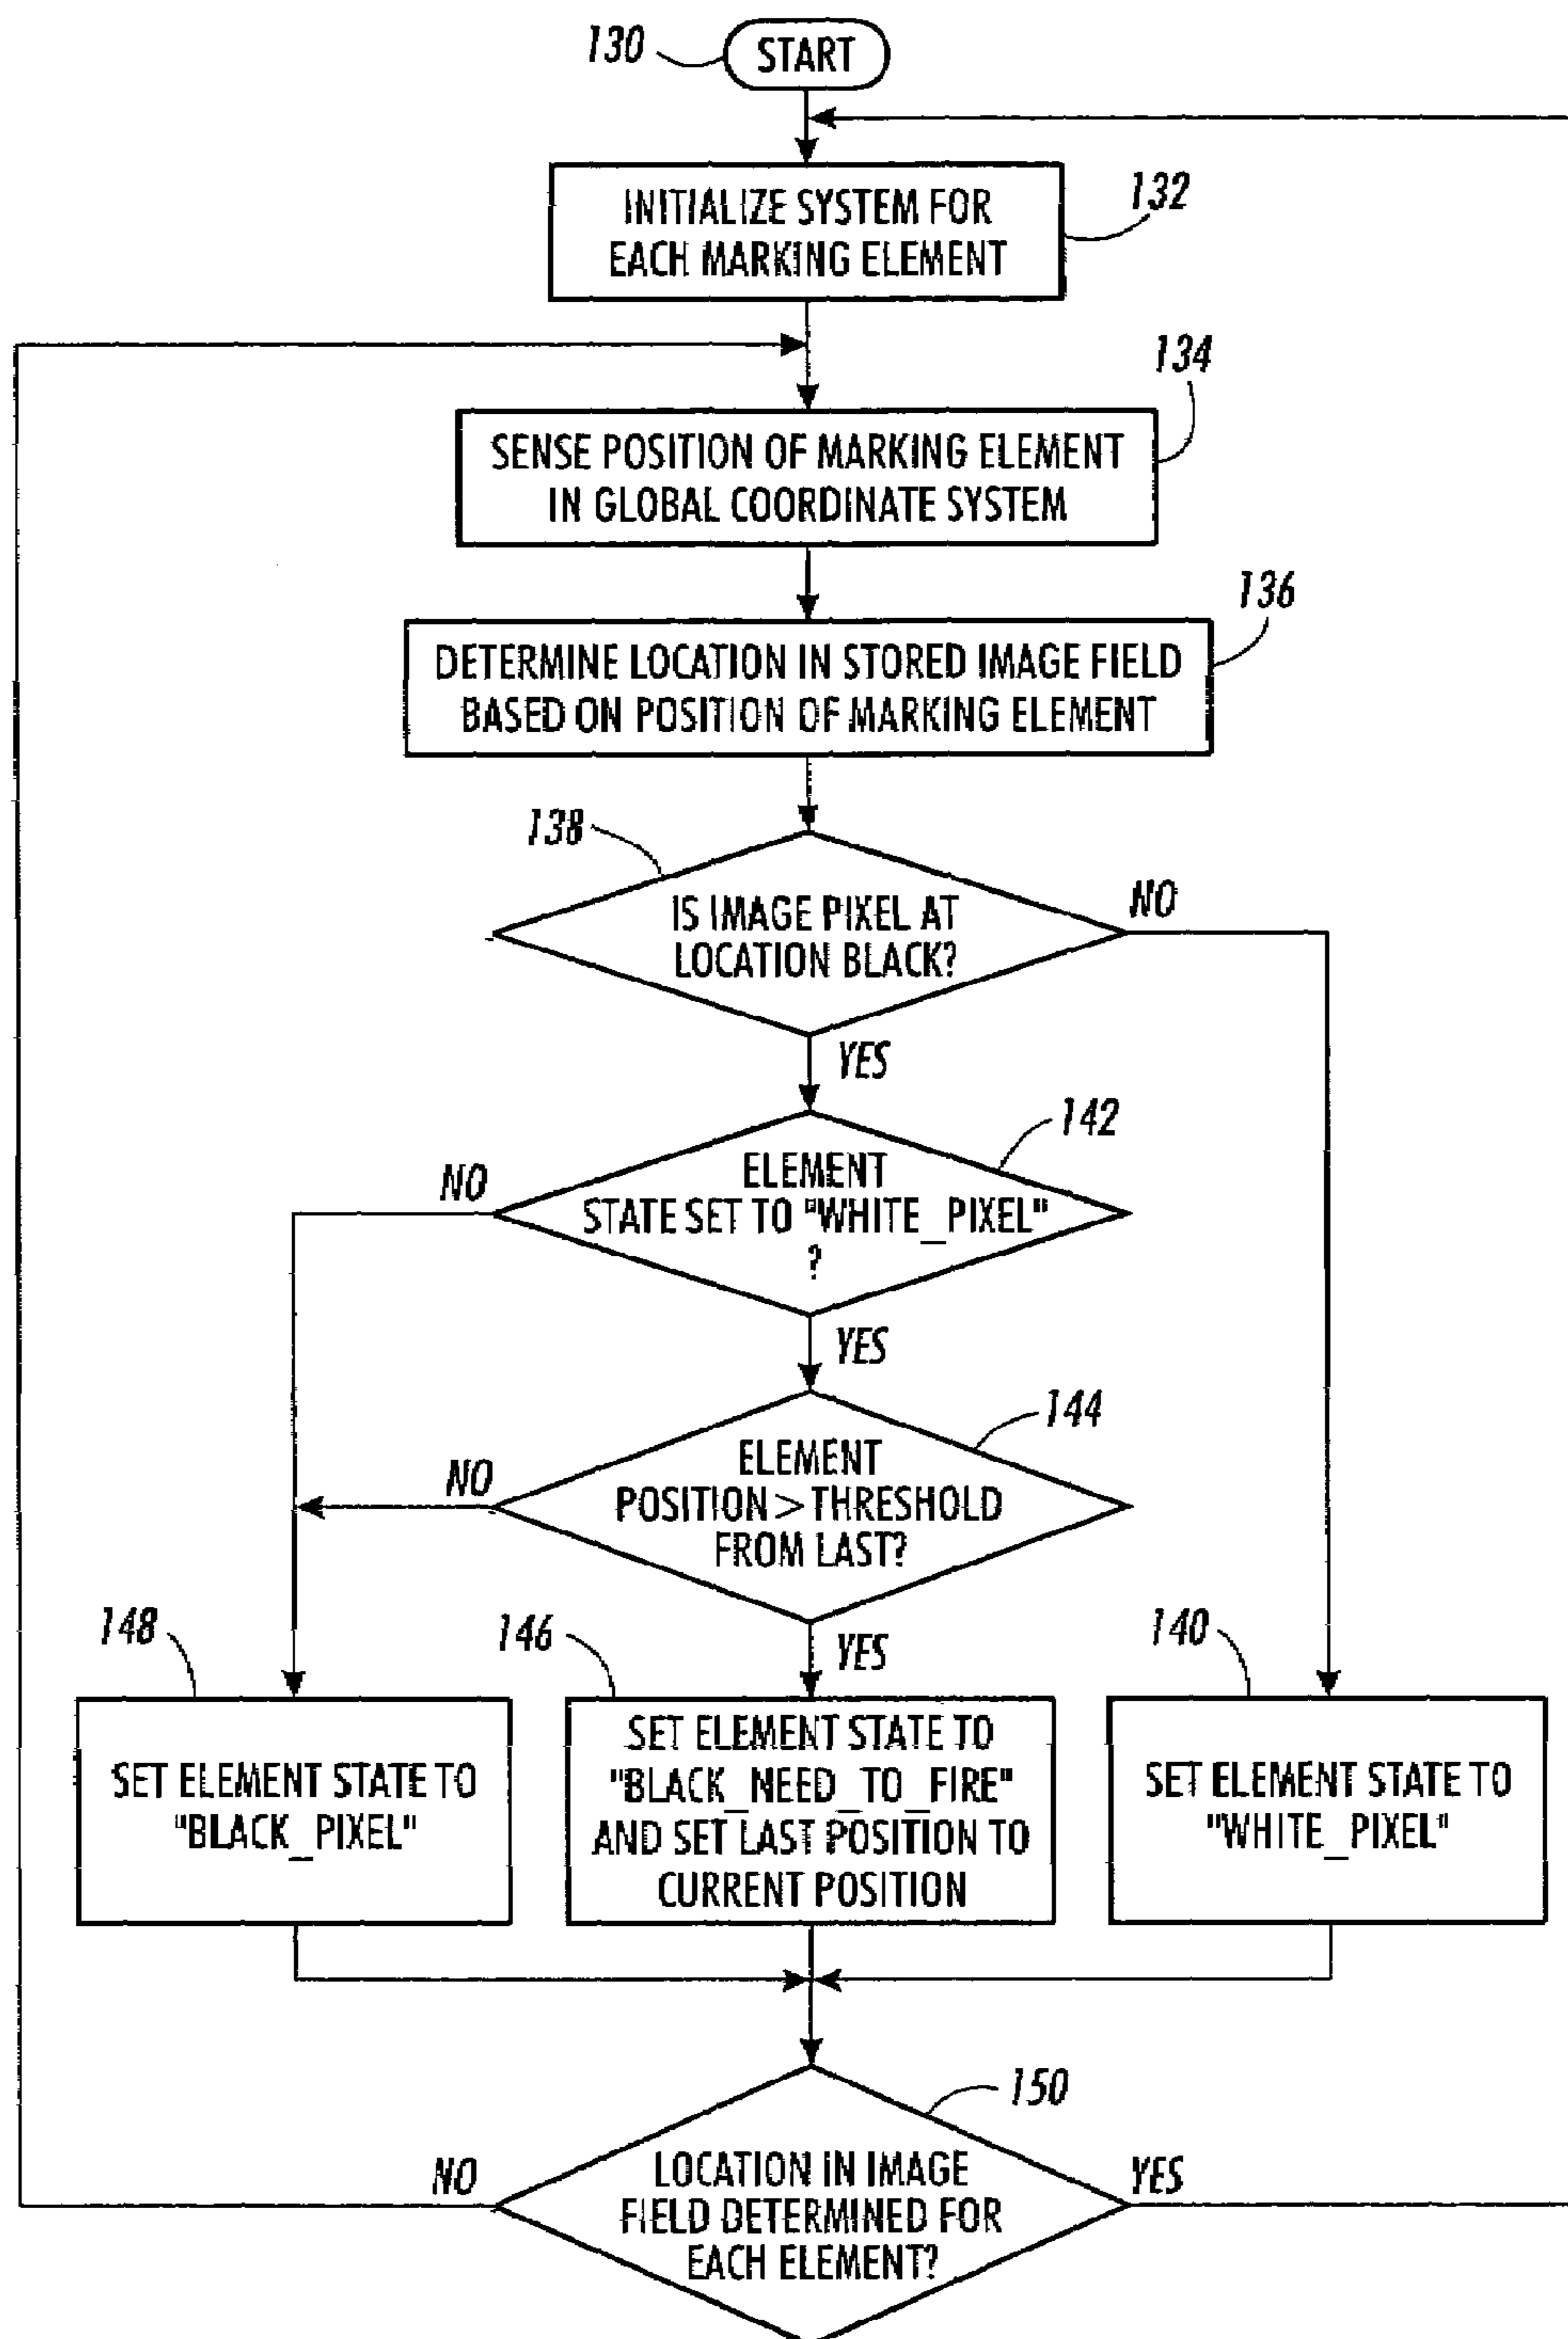 130
START
INITIALIZE SYSTEM FOR
EACH MARKING ELEMENT
132
134
SENSE POSITION OF MARKING ELEMENT
IN GLOBAL COORDINATE SYSTEM
136
DETERMINE LOCATION IN STORED IMAGE FIELD
BASED ON POSITION OF MARKING ELEMENT
138
IS IMAGE PIXEL AT
LOCATION BLACK?
NO
YES
142
ELEMENT
STATE SET TO "WHITE_PIXEL"
?
NO
YES
144
ELEMENT
POSITION > THRESHOLD
FROM LAST?
NO
YES
148
SET ELEMENT STATE TO
"BLACK_PIXEL"
146
SET ELEMENT STATE TO
"BLACK_NEED_TO_FIRE"
AND SET LAST POSITION TO
CURRENT POSITION
140
SET ELEMENT STATE TO
"WHITE_PIXEL"
150
LOCATION IN IMAGE
FIELD DETERMINED FOR
EACH ELEMENT?
NO
YES